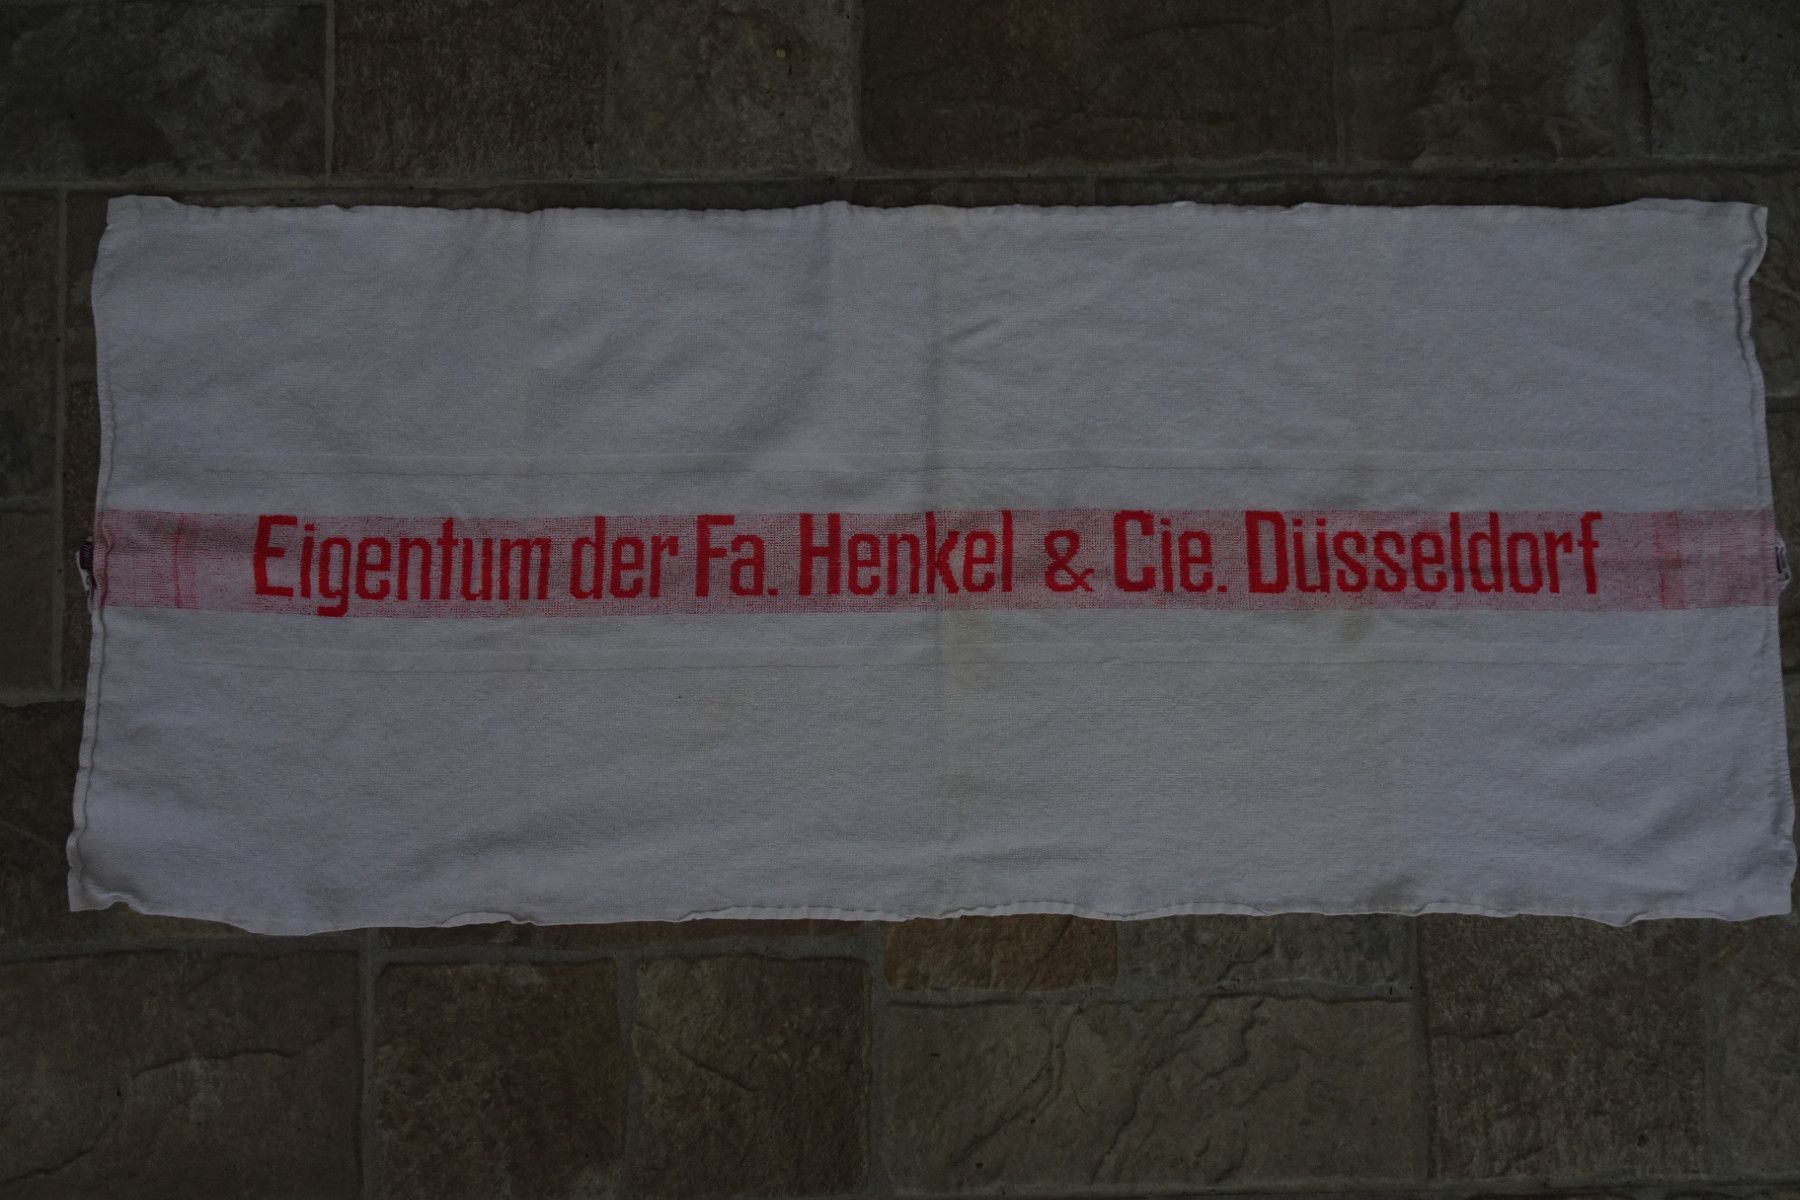 Eigentum der Fa. Henkel & Cie. Düsseldorf